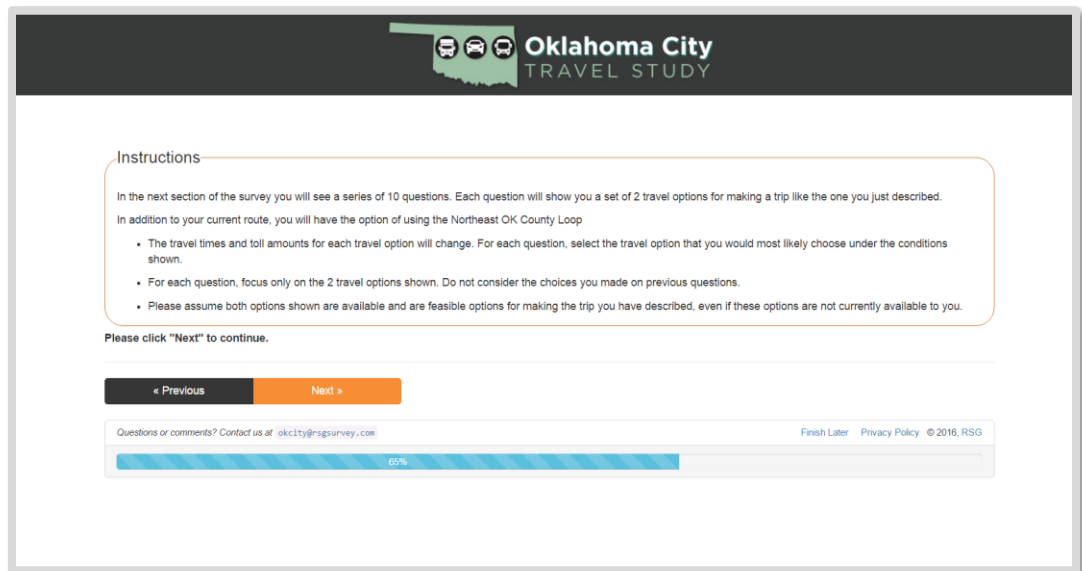 Oklahoma City
TRAVEL STUDY
Instructions
In the next section of the survey you will see a series of 10 questions. Each question will show you a set of 2 travel options for making a trip like the one you just described.
In addition to your current route, you will have the option of using the Northeast OK County Loop
• The travel times and toll amounts for each travel option will change. For each question, select the travel option that you would most likely choose under the conditions
shown.
• For each question, focus only on the 2 travel options shown. Do not consider the choices you made on previous questions.
• Please assume both options shown are available and are feasible options for making the trip you have described, even if these options are not currently available to you.
Please click "Next" to continue.
« Previous Next »
Questions or comments? Contact us at okcity@rsgsurvey.com Finish Later Privacy Policy © 2016, RSG
65%